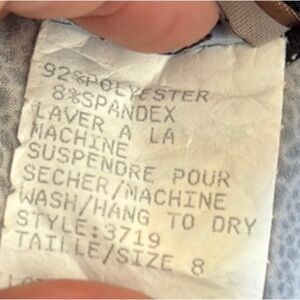 92%POLYESTER
8%SPANDEX
LAVER A LA
MACHINE
SUSPENDRE POUR
SECHER/MACHINE
WASH/HANG TO DRY
STYLE:3719
TAILLE/SIZE 8